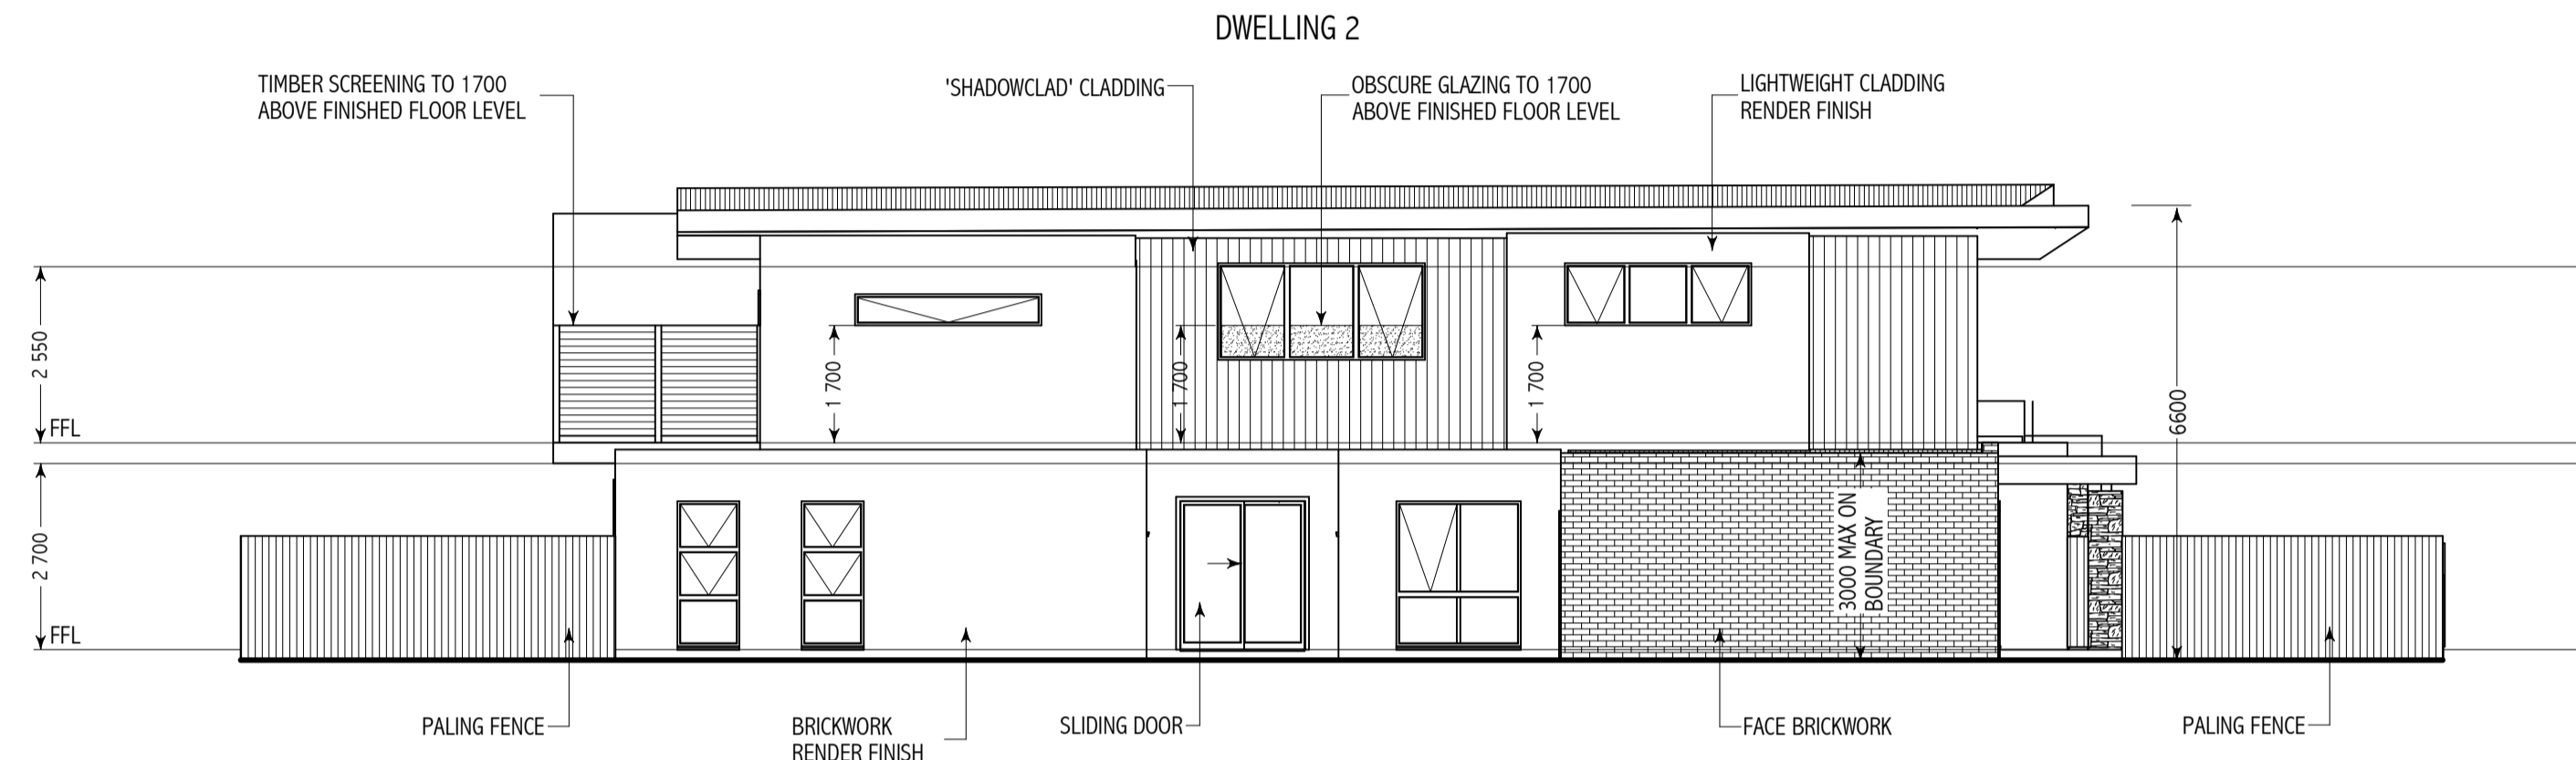 DWELLING 2
TIMBER SCREENING TO 1700
ABOVE FINISHED FLOOR LEVEL
'SHADOWCLAD' CLADDING
OBSCURE GLAZING TO 1700
ABOVE FINISHED FLOOR LEVEL
LIGHTWEIGHT CLADDING
RENDER FINISH
2 550
1 700
1 700
1 700
6600
FFL
2 700
3000 MAX ON
BOUNDARY
FFL
PALING FENCE
BRICKWORK
RENDER FINISH
SLIDING DOOR
FACE BRICKWORK
PALING FENCE